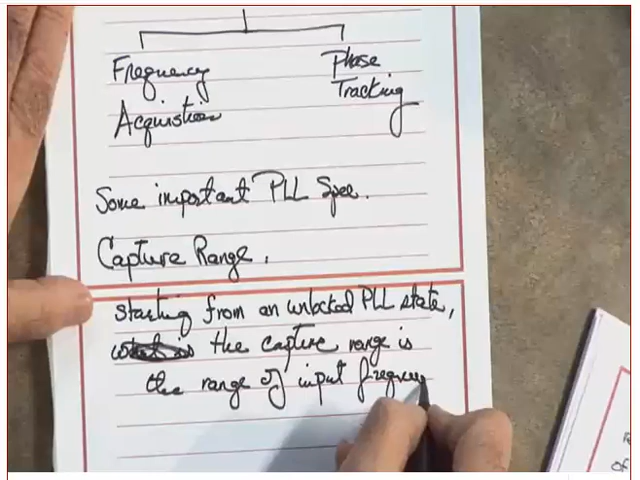 Frequency Phase
Acquistion Tracking
Some important PLL Spec.
Capture Range.
starting from an unlocked PLL state,
the capture range is
the range of input frequen